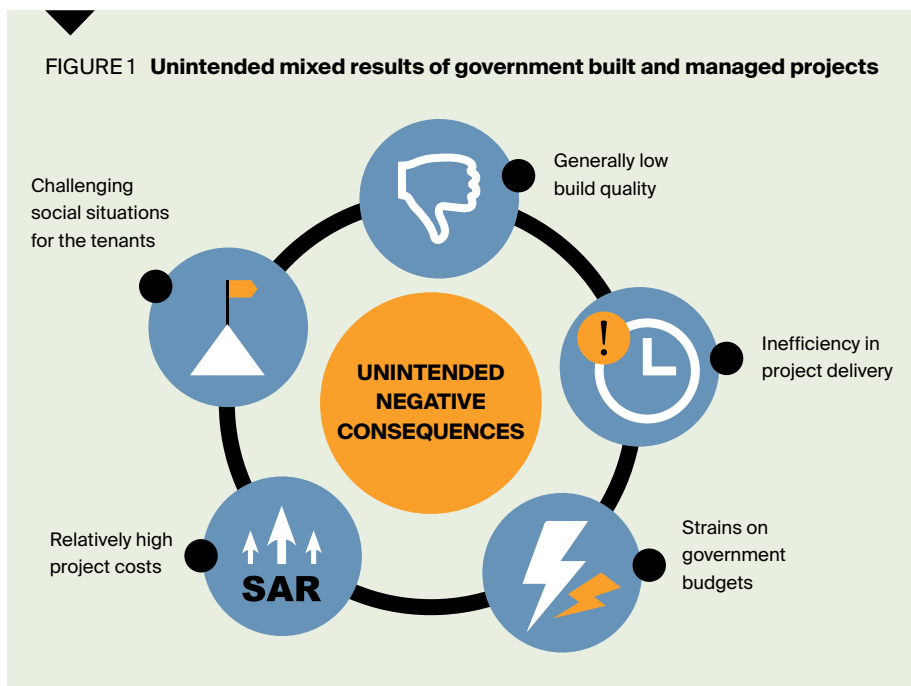 FIGURE 1 Unintended mixed results of government built and managed projects
Generally low
build quality
Challenging
social situations
for the tenants
!
Inefficiency in
project delivery
UNINTENDED
NEGATIVE
CONSEQUENCES
Relatively high
project costs
SAR
Strains on
government
budgets